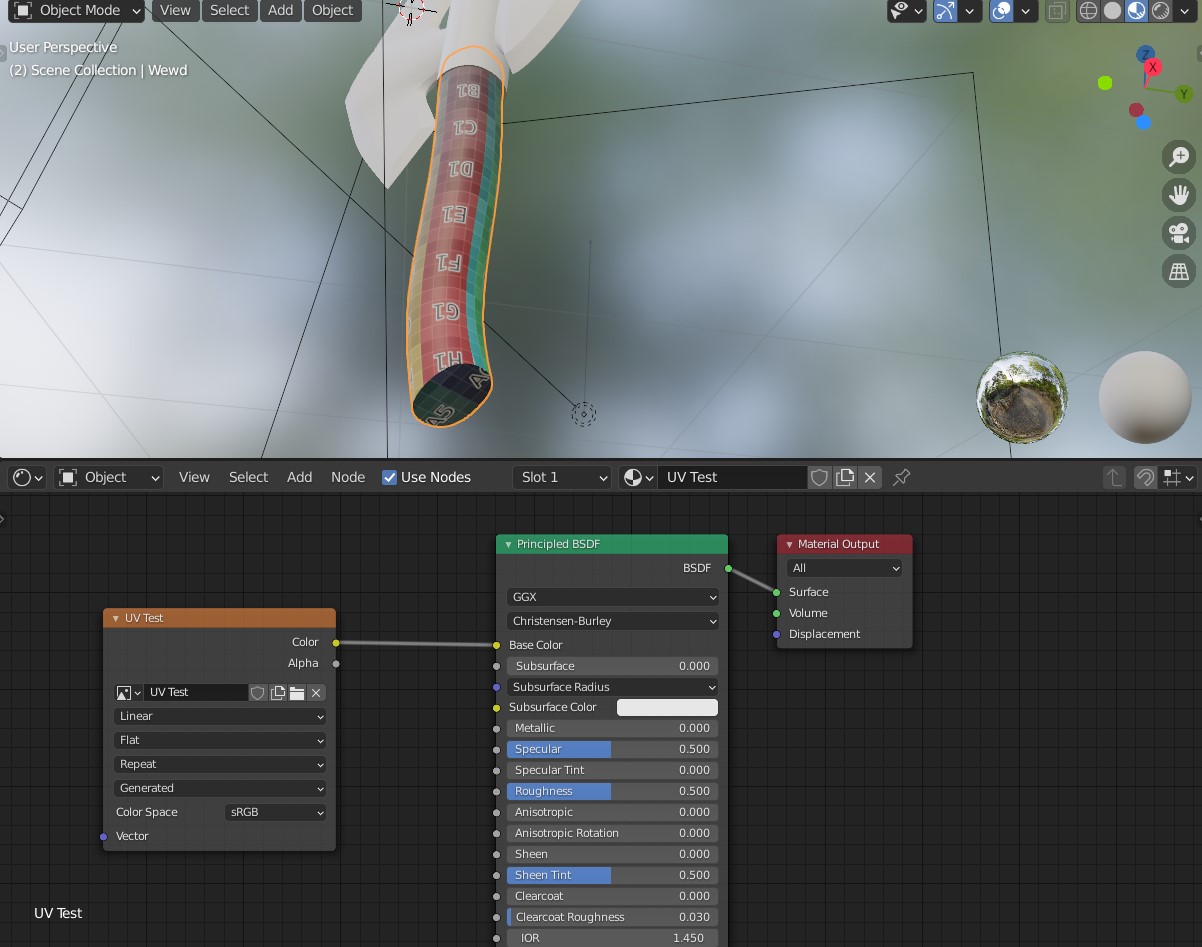 Object Mode View Select Add Object
User Perspective
(2) Scene Collection | Wewd
Z
X
Y
B1
C1
D1
E1
F1
G1
H1
A5
Object View Select Add Node Use Nodes Slot 1 UV Test
UV Test
Color
Alpha
UV Test
Linear
Flat
Repeat
Generated
Color Space sRGB
Vector
Principled BSDF
BSDF
GGX
Christensen-Burley
Base Color
Subsurface 0.000
Subsurface Radius
Subsurface Color
Metallic 0.000
Specular 0.500
Specular Tint 0.000
Roughness 0.500
Anisotropic 0.000
Anisotropic Rotation 0.000
Sheen 0.000
Sheen Tint 0.500
Clearcoat 0.000
Clearcoat Roughness 0.030
IOR 1.450
Material Output
All
Surface
Volume
Displacement
UV Test